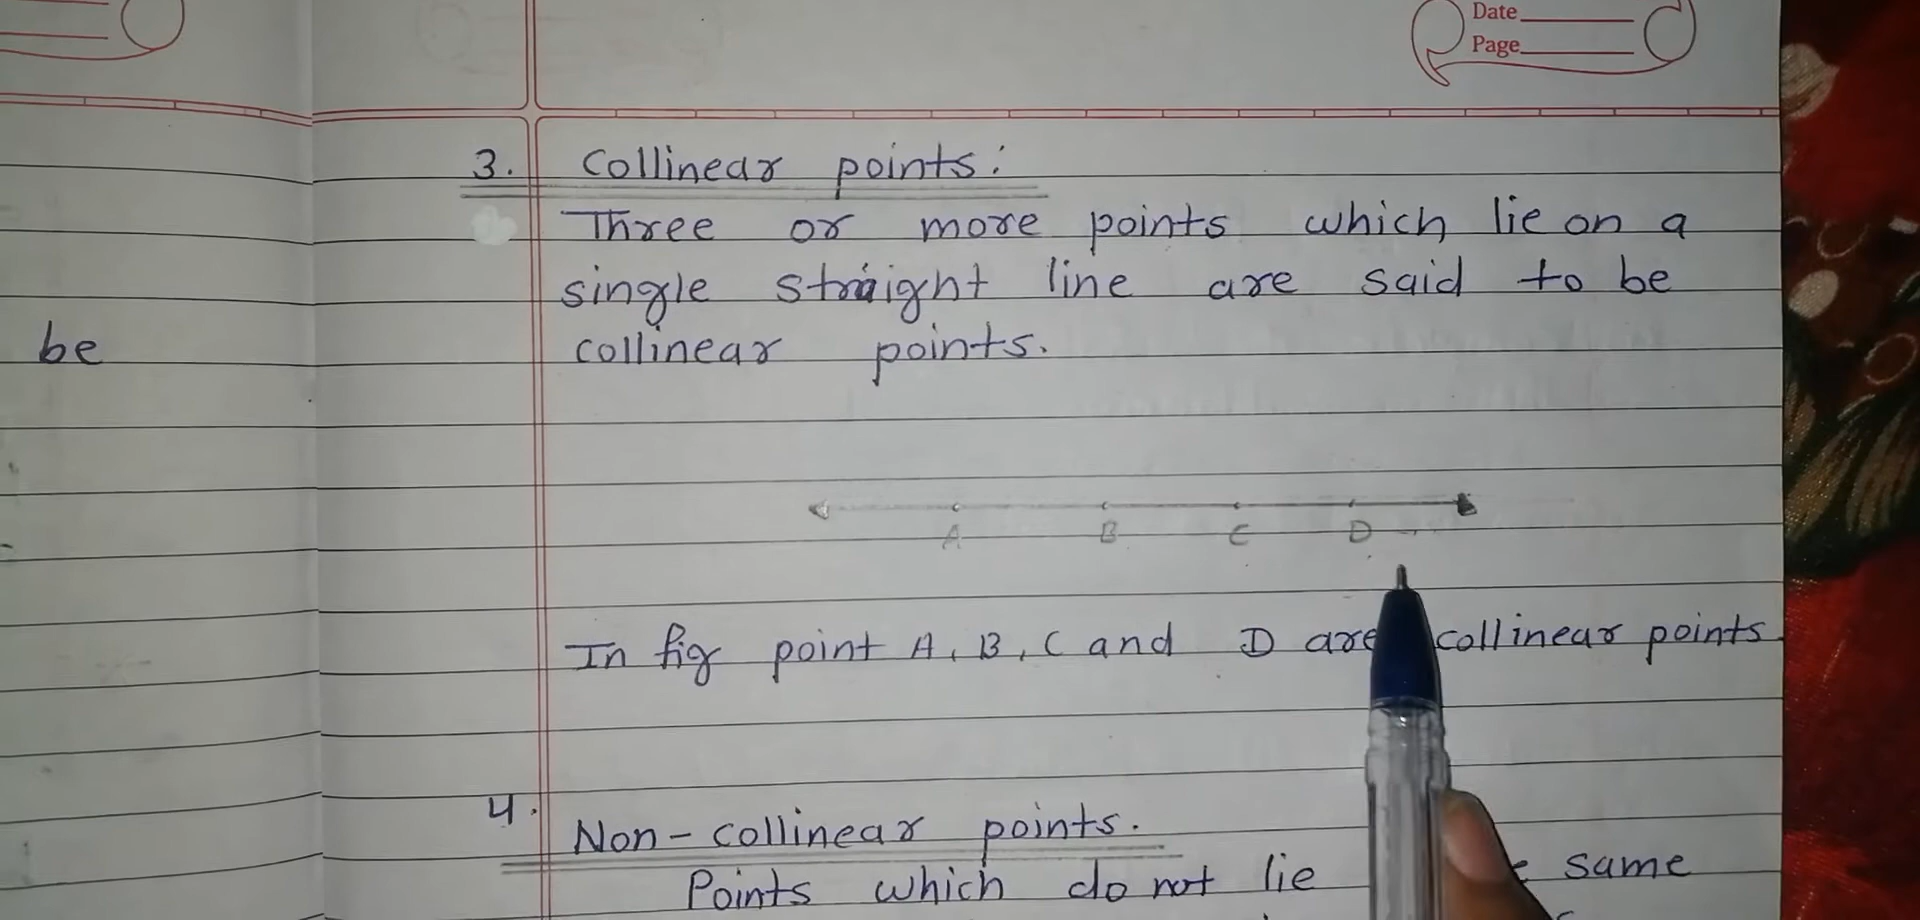 Date
Page
3. Collinear points:
Three or more points which lie on a
single straight line are said to be
be
collinear points.
A B C D
In fig point A, B, C and D are collinear points
4. Non-collinear points.
Points which do not lie same